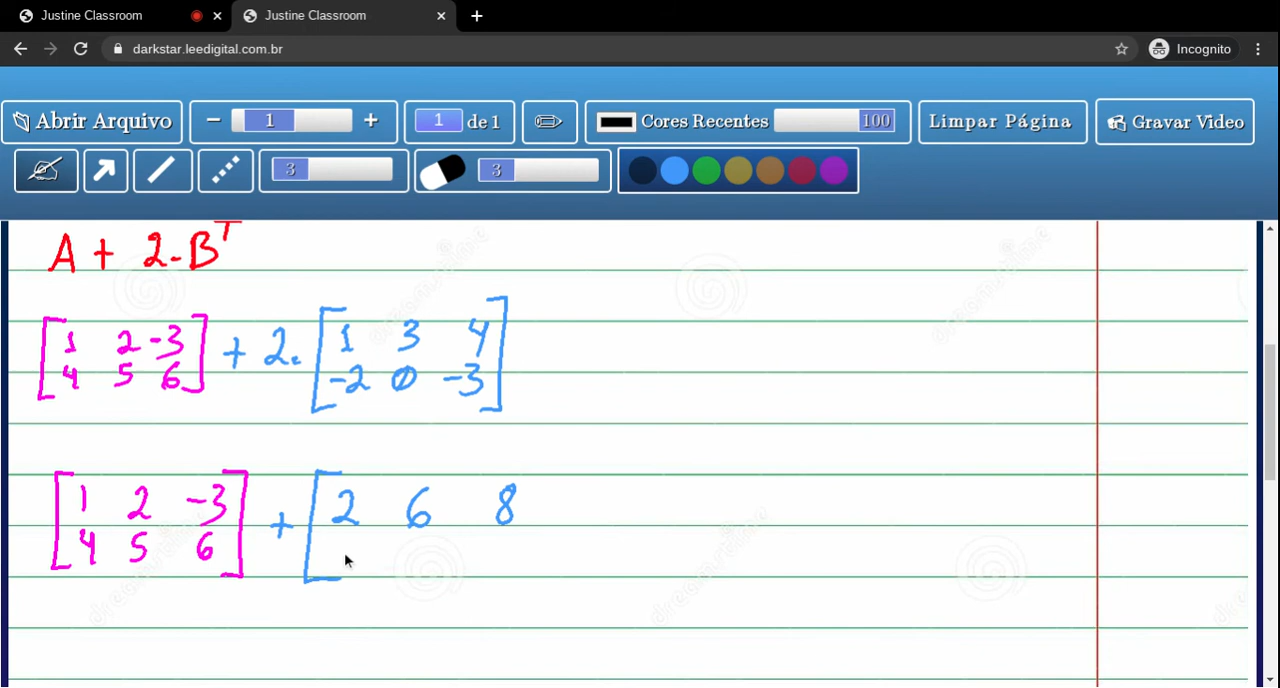 Justine Classroom Justine Classroom
darkstar.leedigital.com.br Incognito
Abrir Arquivo − 1 + 1 de 1 Cores Recentes 100 Limpar Página Gravar Video
3 3
A + 2.Bᵀ
[1 2 -3] + 2. [1 3 4]
[4 5 6] [-2 0 -3]
[1 2 -3] + [2 6 8
[4 5 6] [
dreamstime